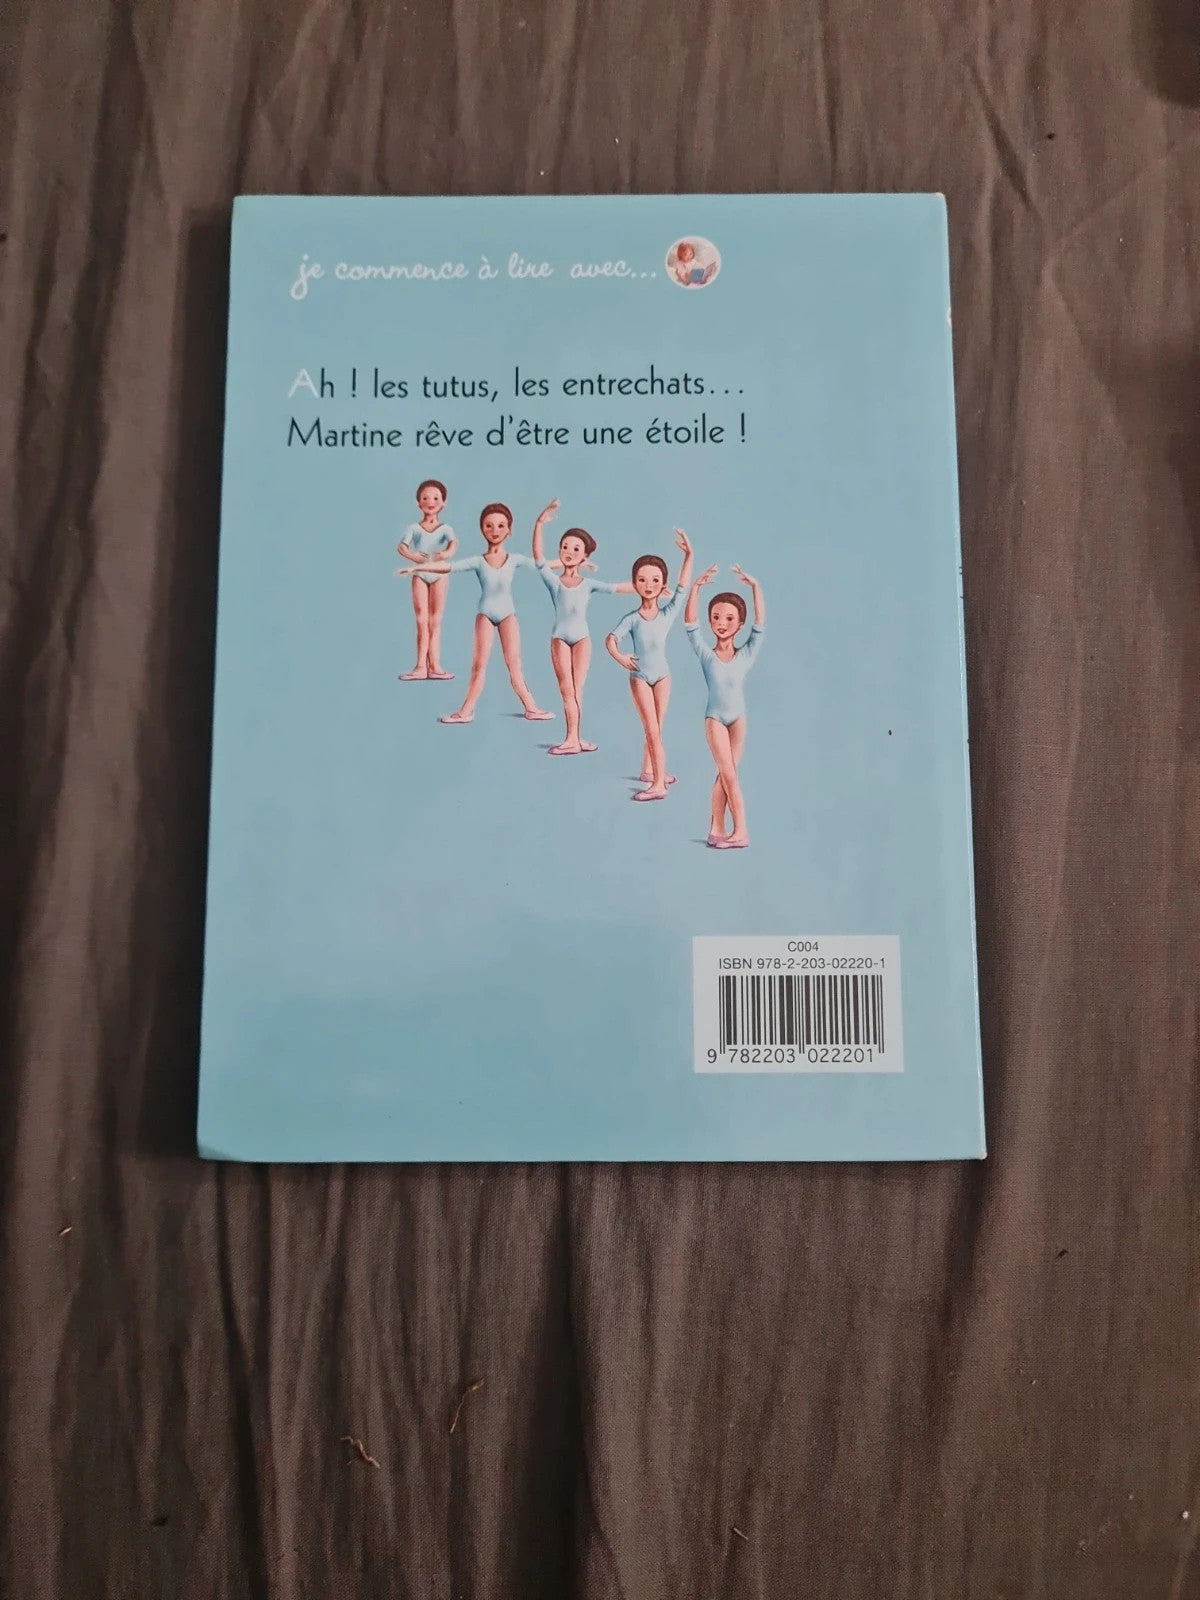 je commence à lire avec...
Ah ! les tutus, les entrechats...
Martine rêve d'être une étoile !
C004
ISBN 978-2-203-02220-1
9 782203 022201